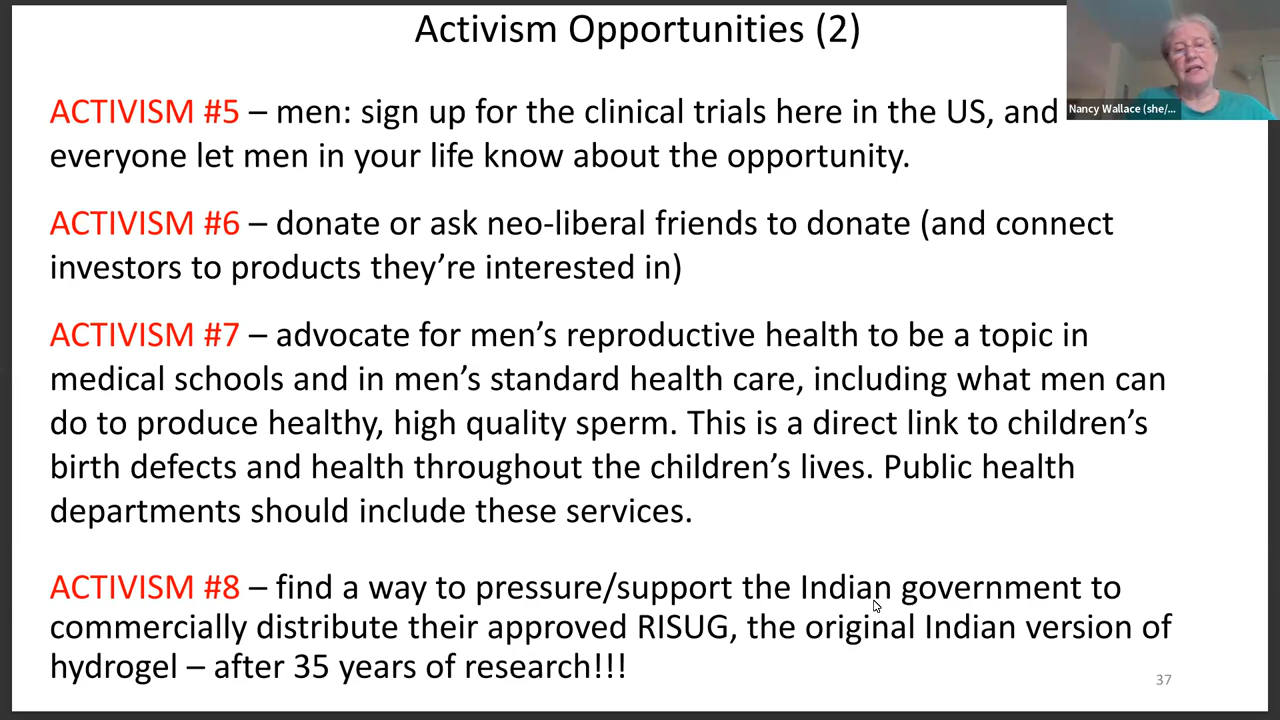 Activism Opportunities (2)
Nancy Wallace (she/...
ACTIVISM #5 – men: sign up for the clinical trials here in the US, and
everyone let men in your life know about the opportunity.
ACTIVISM #6 – donate or ask neo-liberal friends to donate (and connect
investors to products they’re interested in)
ACTIVISM #7 – advocate for men’s reproductive health to be a topic in
medical schools and in men’s standard health care, including what men can
do to produce healthy, high quality sperm. This is a direct link to children’s
birth defects and health throughout the children’s lives. Public health
departments should include these services.
ACTIVISM #8 – find a way to pressure/support the Indian government to
commercially distribute their approved RISUG, the original Indian version of
hydrogel – after 35 years of research!!!
37